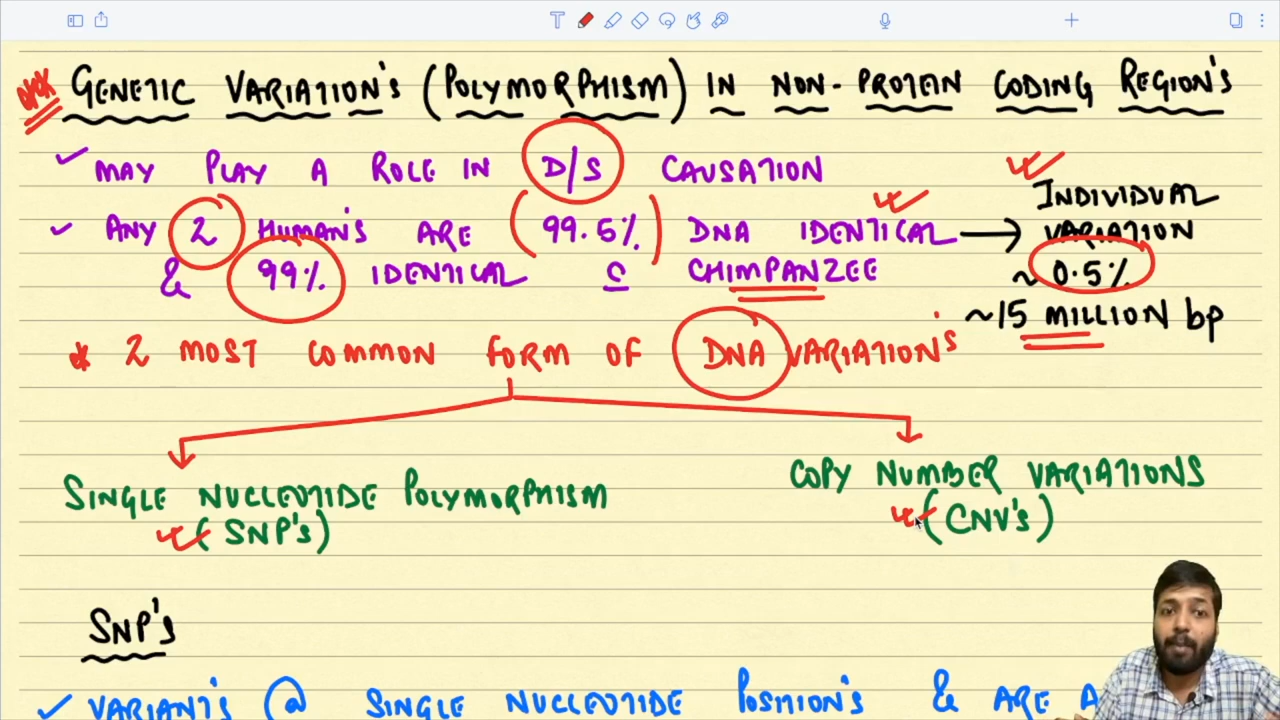 GENETIC VARIATION'S (POLYMORPHISM) IN NON-PROTEIN CODING REGION'S
MAY PLAY A ROLE IN D/S CAUSATION
ANY 2 HUMAN'S ARE (99.5%) DNA IDENTICAL → INDIVIDUAL VARIATION
& 99% IDENTICAL C̲ CHIMPANZEE ~ 0.5%
~15 MILLION bp
* 2 MOST COMMON FORM OF DNA VARIATION'S
SINGLE NUCLEOTIDE POLYMORPHISM
(SNP'S)
COPY NUMBER VARIATIONS
(CNV'S)
SNP'S
VARIANT'S @ SINGLE NUCLEOTIDE POSITION'S & ARE A